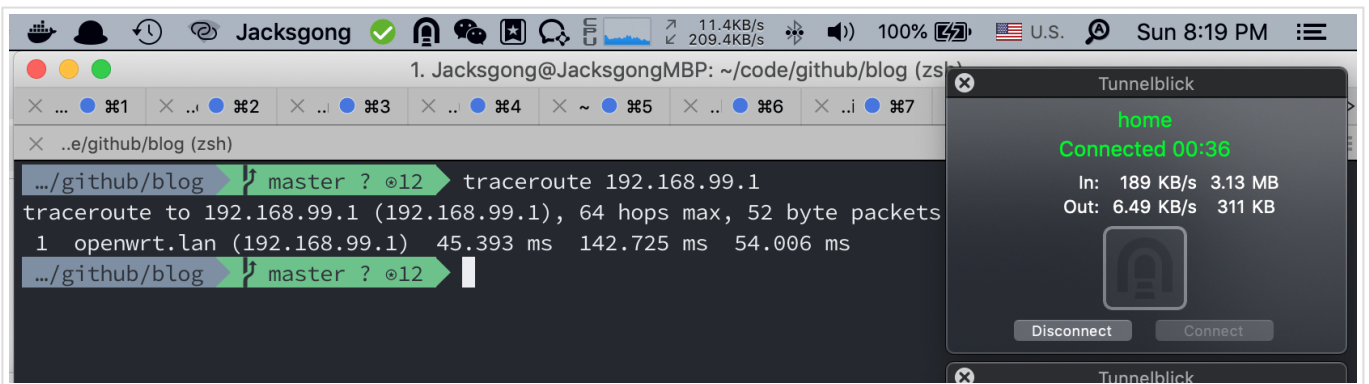 Jacksgong CPU 11.4KB/s 209.4KB/s 100% U.S. Sun 8:19 PM
1. Jacksgong@JacksgongMBP: ~/code/github/blog (zsh)
... ⌘1 .. ⌘2 .. ⌘3 .. ⌘4 ~ ⌘5 .. ⌘6 ..i ⌘7
..e/github/blog (zsh)
…/github/blog master ? ⊙12 traceroute 192.168.99.1
traceroute to 192.168.99.1 (192.168.99.1), 64 hops max, 52 byte packets
1 openwrt.lan (192.168.99.1) 45.393 ms 142.725 ms 54.006 ms
…/github/blog master ? ⊙12
Tunnelblick
home
Connected 00:36
In: 189 KB/s 3.13 MB
Out: 6.49 KB/s 311 KB
Disconnect Connect
Tunnelblick